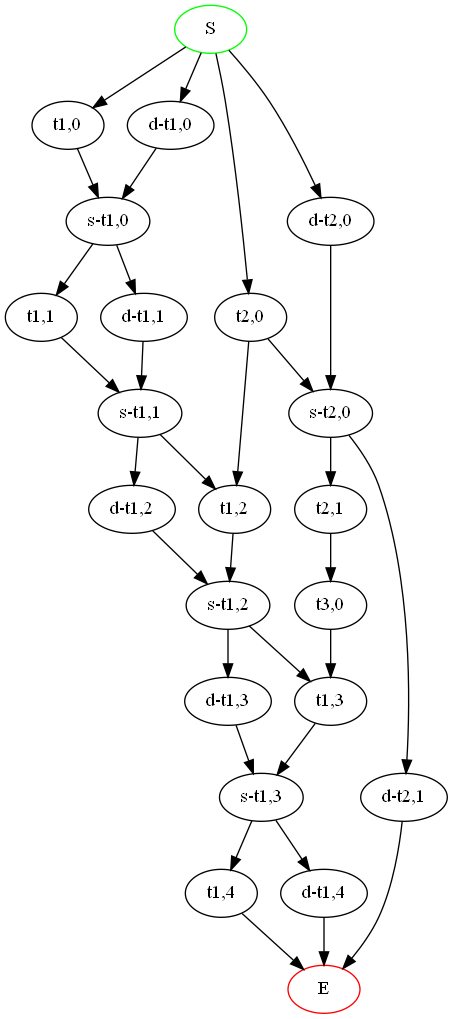 S
t1,0
d-t1,0
s-t1,0
d-t2,0
t1,1
d-t1,1
t2,0
s-t1,1
s-t2,0
d-t1,2
t1,2
t2,1
s-t1,2
t3,0
d-t1,3
t1,3
s-t1,3
d-t2,1
t1,4
d-t1,4
E